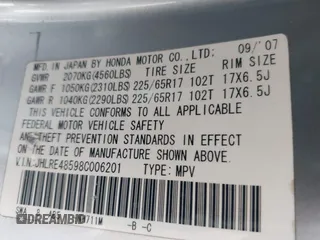 MFD. IN JAPAN BY HONDA MOTOR CO.,LTD: 09/'07
GVWR 2070KG(4560LBS) TIRE SIZE RIM SIZE
GAWR F 1050KG(2310LBS) 225/65R17 102T 17X6.5J
GAWR R 1040KG(2290LBS) 225/65R17 102T 17X6.5J
THIS VEHICLE CONFORMS TO ALL APPLICABLE
FEDERAL MOTOR VEHICLE SAFETY AND
THEFT PREVENTION STANDARDS IN EFFECT
ON THE DATE OF MANUFACTURE SHOWN ABOVE.
V.I.N:JHLRE48598C006201 TYPE: MPV
SWA
711M -B -C
DRIVEDAUCTION